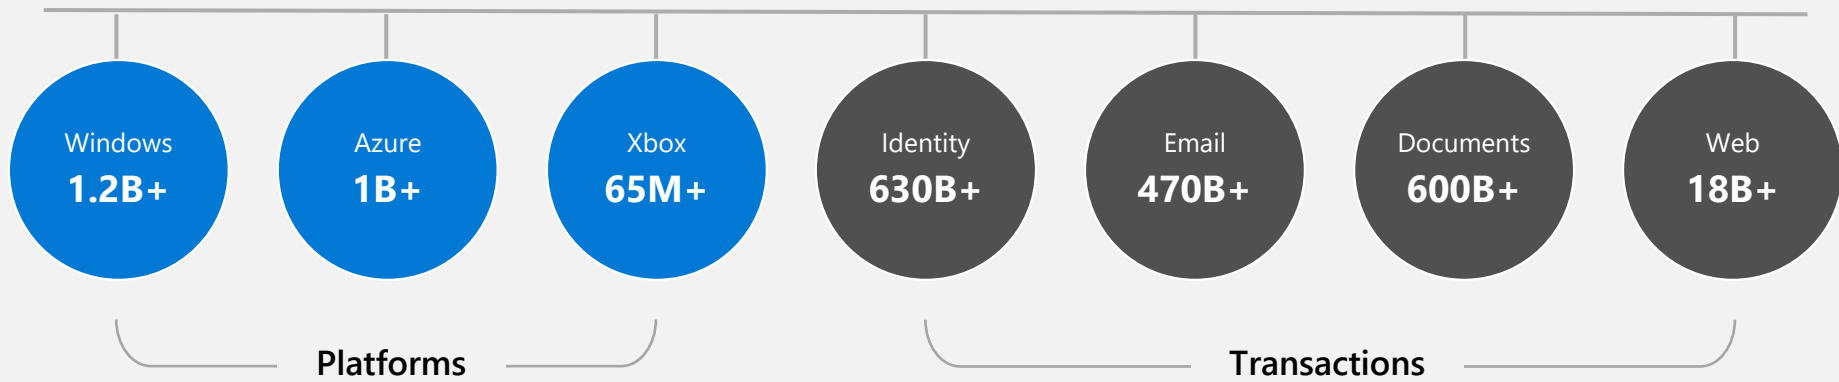 Windows
1.2B+
Azure
1B+
Xbox
65M+
Identity
630B+
Email
470B+
Documents
600B+
Web
18B+
Platforms
Transactions